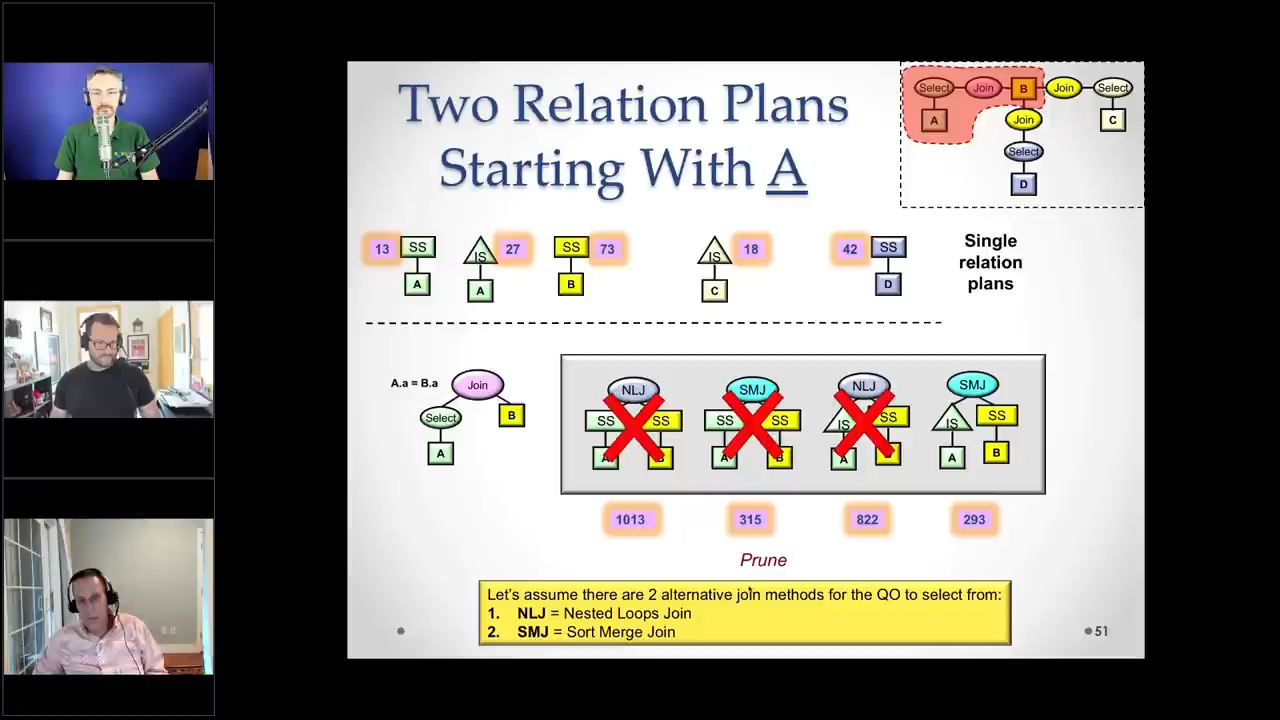 Two Relation Plans
Starting With A
Select Join B Join Select
A Join C
Select
D
13 SS IS 27 SS 73 IS 18 42 SS
A A B C D
Single
relation
plans
A.a = B.a Join
Select B
A
NLJ SMJ NLJ SMJ
SS SS SS SS IS SS IS SS
A B A B A B A B
1013 315 822 293
Prune
Let's assume there are 2 alternative join methods for the QO to select from:
1. NLJ = Nested Loops Join
2. SMJ = Sort Merge Join
51